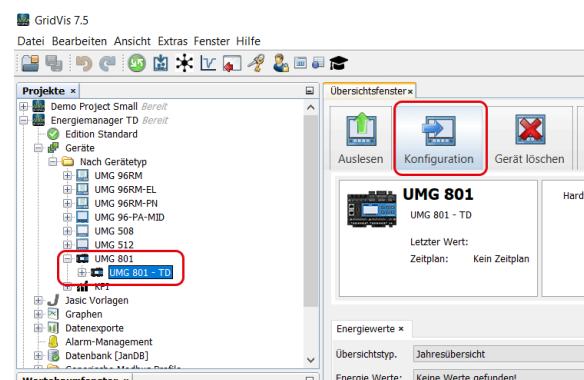 GridVis 7.5
Datei Bearbeiten Ansicht Extras Fenster Hilfe
Projekte ×
Demo Project Small Bereit
Energiemanager TD Bereit
Edition Standard
Geräte
Nach Gerätetyp
UMG 96RM
UMG 96RM-EL
UMG 96RM-PN
UMG 96-PA-MID
UMG 508
UMG 512
UMG 801
UMG 801 - TD
KPI
Jasic Vorlagen
Graphen
Datenexporte
Alarm-Management
Datenbank [JanDB]
Generische Modbus Profile
Wertebaumfenster ×
Übersichtsfenster ×
Auslesen Konfiguration Gerät löschen
UMG 801 Hard
UMG 801 - TD
Letzter Wert:
Zeitplan: Kein Zeitplan
Energiewerte ×
Übersichtstyp. Jahresübersicht
Energie Werte: Keine Werte gefunden!